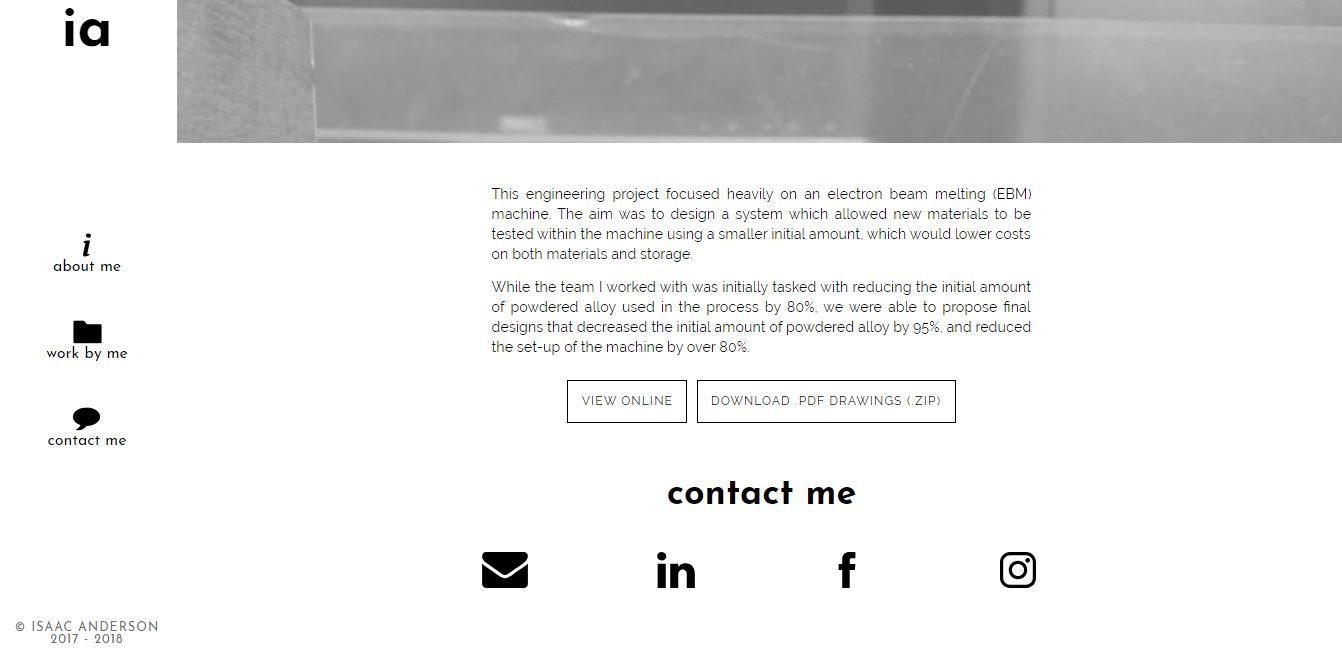 ia
about me
work by me
contact me
© ISAAC ANDERSON
2017 - 2018
This engineering project focused heavily on an electron beam melting (EBM)
machine. The aim was to design a system which allowed new materials to be
tested within the machine using a smaller initial amount, which would lower costs
on both materials and storage.
While the team I worked with was initially tasked with reducing the initial amount
of powdered alloy used in the process by 80%, we were able to propose final
designs that decreased the initial amount of powdered alloy by 95%, and reduced
the set-up of the machine by over 80%.
VIEW ONLINE
DOWNLOAD .PDF DRAWINGS (.ZIP)
contact me